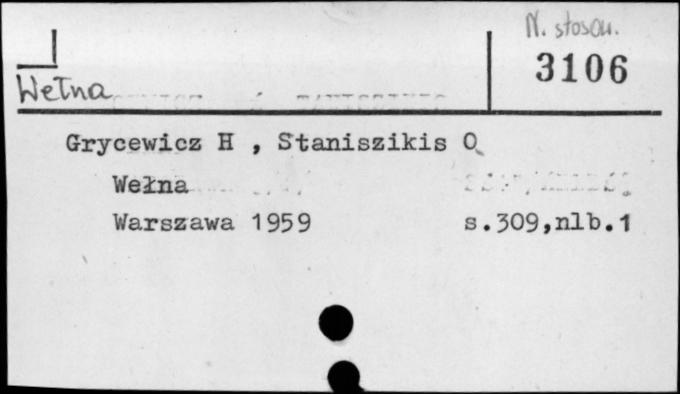 N. stosow.
3106
Wełna
Grycewicz H , Staniszikis O
Wełna
Warszawa 1959 s.309,nlb.1